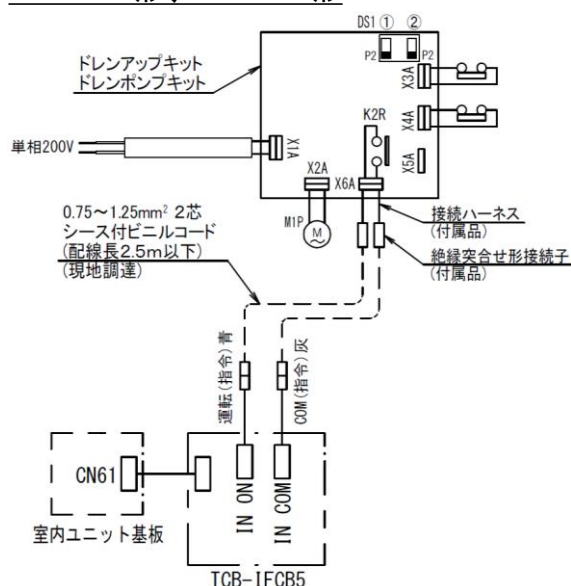 DS1 ① ②
P2 P2
ドレンアップキット
ドレンポンプキット
X3A
K2R
X4A
単相200V
X1A
X5A
X2A
X6A
M1P
M
0.75～1.25mm² 2芯
シース付ビニルコード
(配線長2.5m以下)
(現地調達)
接続ハーネス
(付属品)
絶縁突合せ形接続子
(付属品)
運転(指令)青
COM(指令)灰
CN61
IN ON
IN COM
室内ユニット基板
TCB-IFCB5